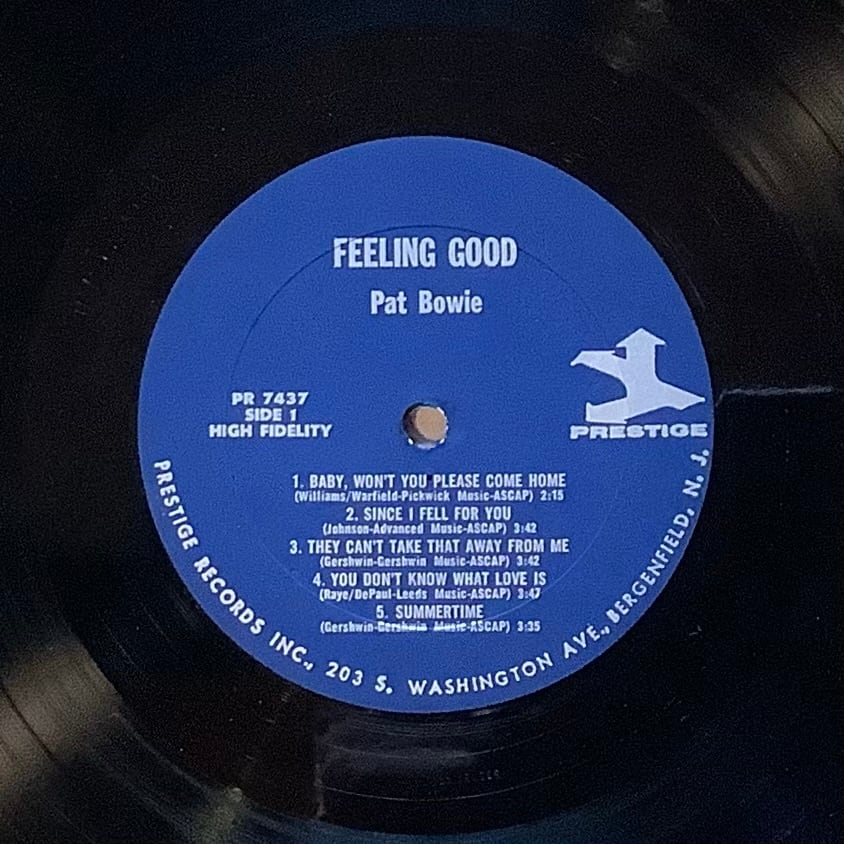 FEELING GOOD
Pat Bowie
PR 7437
SIDE 1
HIGH FIDELITY
PRESTIGE
1. BABY, WON'T YOU PLEASE COME HOME
(Williams/Warfield-Pickwick Music-ASCAP) 2:15
2. SINCE I FELL FOR YOU
(Johnson-Advanced Music-ASCAP) 3:42
3. THEY CAN'T TAKE THAT AWAY FROM ME
(Gershwin-Gershwin Music-ASCAP) 3:42
4. YOU DON'T KNOW WHAT LOVE IS
(Raye/DePaul-Leeds Music-ASCAP) 3:47
5. SUMMERTIME
(Gershwin-Gershwin Music-ASCAP) 3:35
PRESTIGE RECORDS INC., 203 S. WASHINGTON AVE., BERGENFIELD, N. J.